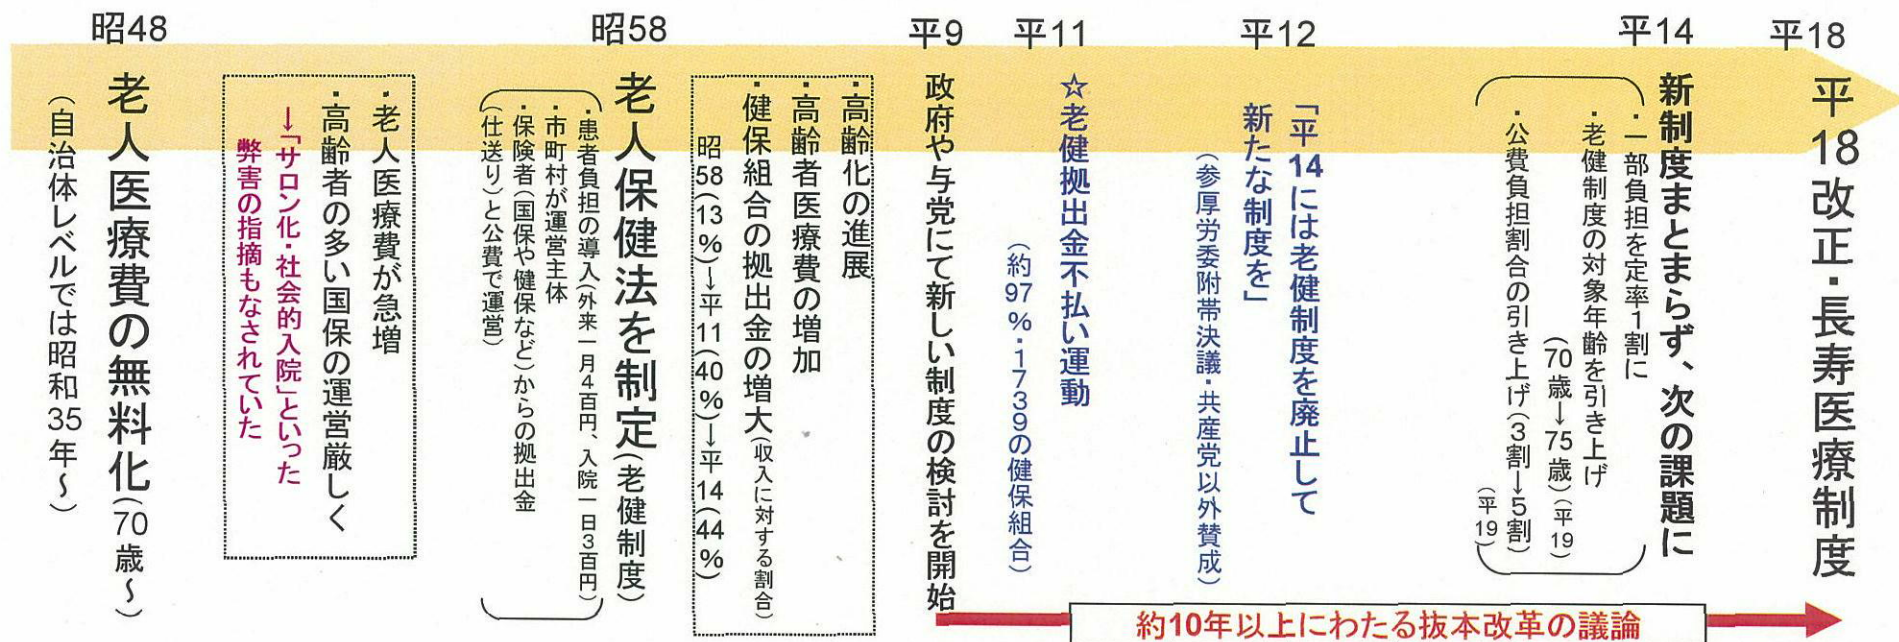 昭48
老人医療費の無料化(70歳～)
(自治体レベルでは昭和35年～)
・老人医療費が急増
・高齢者の多い国保の運営厳しく
→「サロン化・社会的入院」といった
弊害の指摘もなされていた
昭58
老人保健法を制定(老健制度)
・患者負担の導入(外来一月4百円、入院一日3百円)
・市町村が運営主体
・保険者(国保や健保など)からの拠出金
(仕送り)と公費で運営
・高齢化の進展
・高齢者医療費の増加
・健保組合の拠出金の増大(収入に対する割合)
昭58(13%)→平11(40%)→平14(44%)
平9
政府や与党にて新しい制度の検討を開始
平11
☆老健拠出金不払い運動
(約97%・1739の健保組合)
平12
「平14には老健制度を廃止して
新たな制度を」
(参厚労委附帯決議・共産党以外賛成)
平14
新制度まとまらず、次の課題に
・一部負担を定率1割に
・老健制度の対象年齢を引き上げ
(70歳→75歳)(平19)
・公費負担割合の引き上げ(3割→5割)
(平19)
平18
平18改正・長寿医療制度
約10年以上にわたる抜本改革の議論